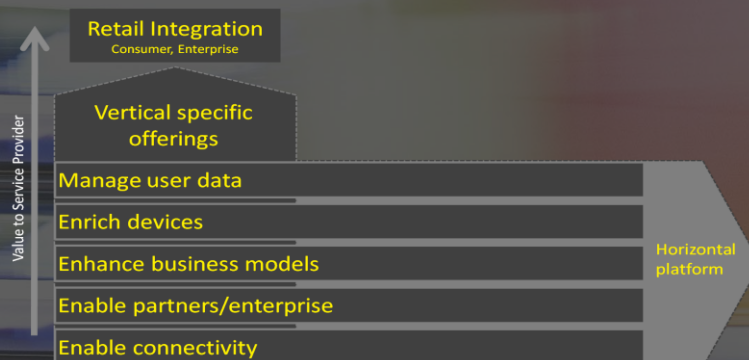 Retail Integration
Consumer, Enterprise
Vertical specific
offerings
Value to Service Provider
Manage user data
Enrich devices
Enhance business models
Enable partners/enterprise
Enable connectivity
Horizontal
platform